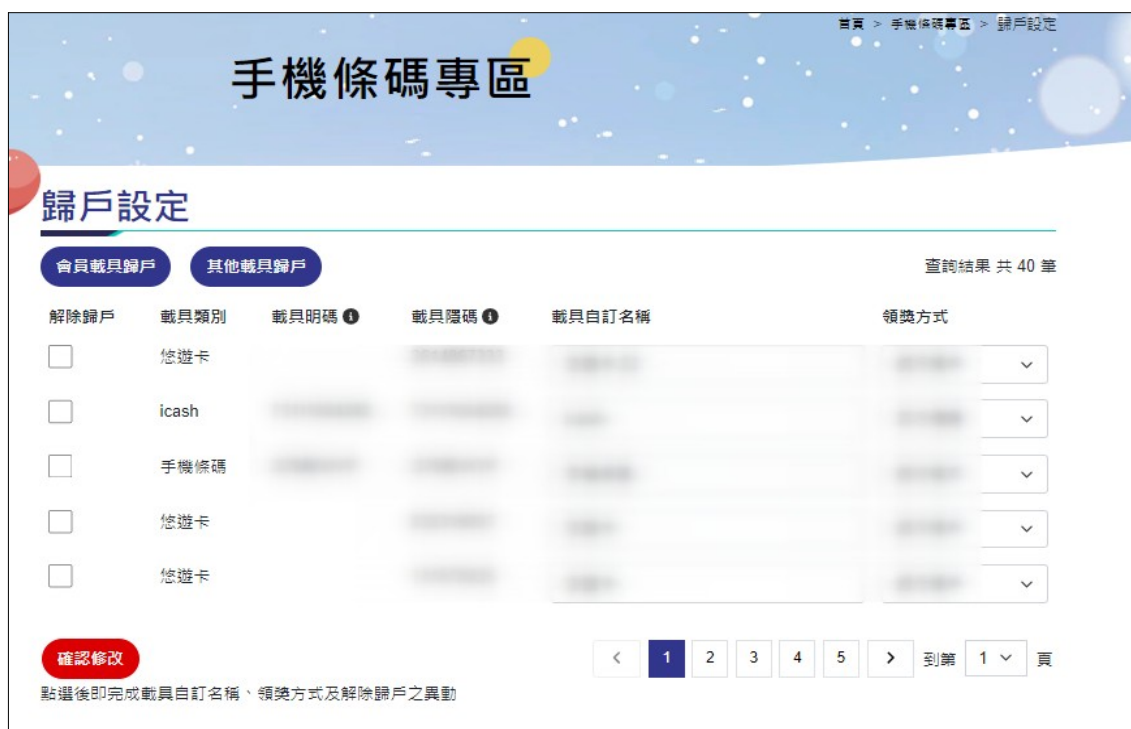 首頁 > 手機條碼專區 > 歸戶設定
手機條碼專區
歸戶設定
會員載具歸戶 其他載具歸戶 查詢結果 共 40 筆
解除歸戶 載具類別 載具明碼 載具隱碼 載具自訂名稱 領獎方式
悠遊卡
icash
手機條碼
悠遊卡
悠遊卡
確認修改 < 1 2 3 4 5 > 到第 1 頁
點選後即完成載具自訂名稱、領獎方式及解除歸戶之異動